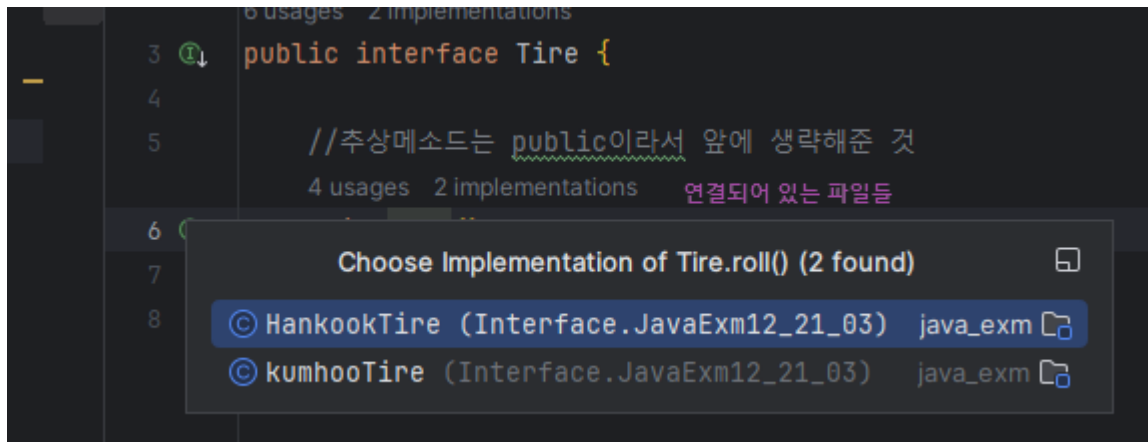 6 usages 2 implementations
3 public interface Tire {
4
5 //추상메소드는 public이라서 앞에 생략해준 것
4 usages 2 implementations 연결되어 있는 파일들
6
Choose Implementation of Tire.roll() (2 found)
7
8 HankookTire (Interface.JavaExm12_21_03) java_exm
kumhooTire (Interface.JavaExm12_21_03) java_exm